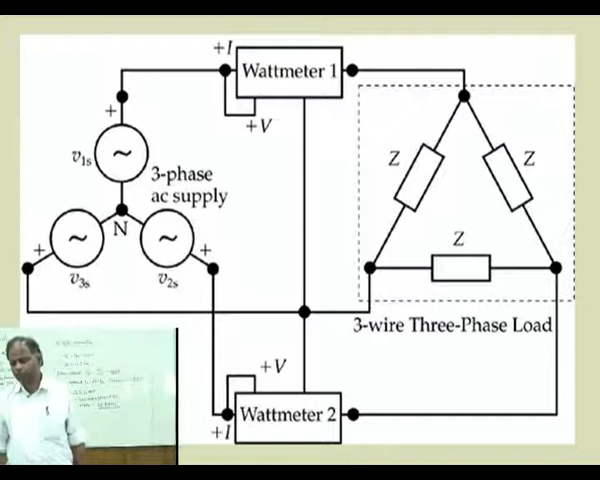 +I
Wattmeter 1
+V
+
v1s
3-phase
ac supply
N
+
+
v3s
v2s
Z
Z
Z
3-wire Three-Phase Load
+V
Wattmeter 2
+I